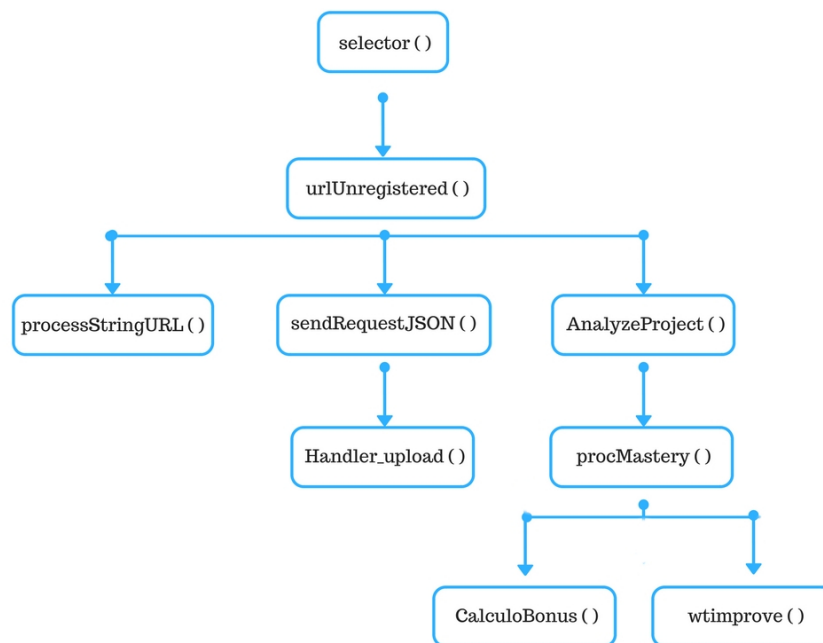 selector ( )
urlUnregistered ( )
processStringURL ( )
sendRequestJSON ( )
AnalyzeProject ( )
Handler_upload ( )
procMastery ( )
CalculoBonus ( )
wtimprove ( )